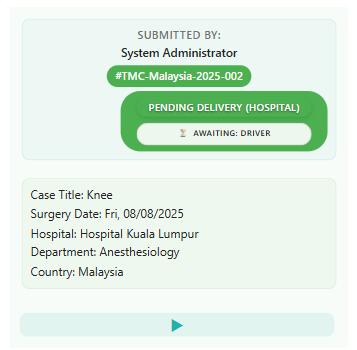 SUBMITTED BY:
System Administrator
#TMC-Malaysia-2025-002
PENDING DELIVERY (HOSPITAL)
⏳ AWAITING: DRIVER
Case Title: Knee
Surgery Date: Fri, 08/08/2025
Hospital: Hospital Kuala Lumpur
Department: Anesthesiology
Country: Malaysia